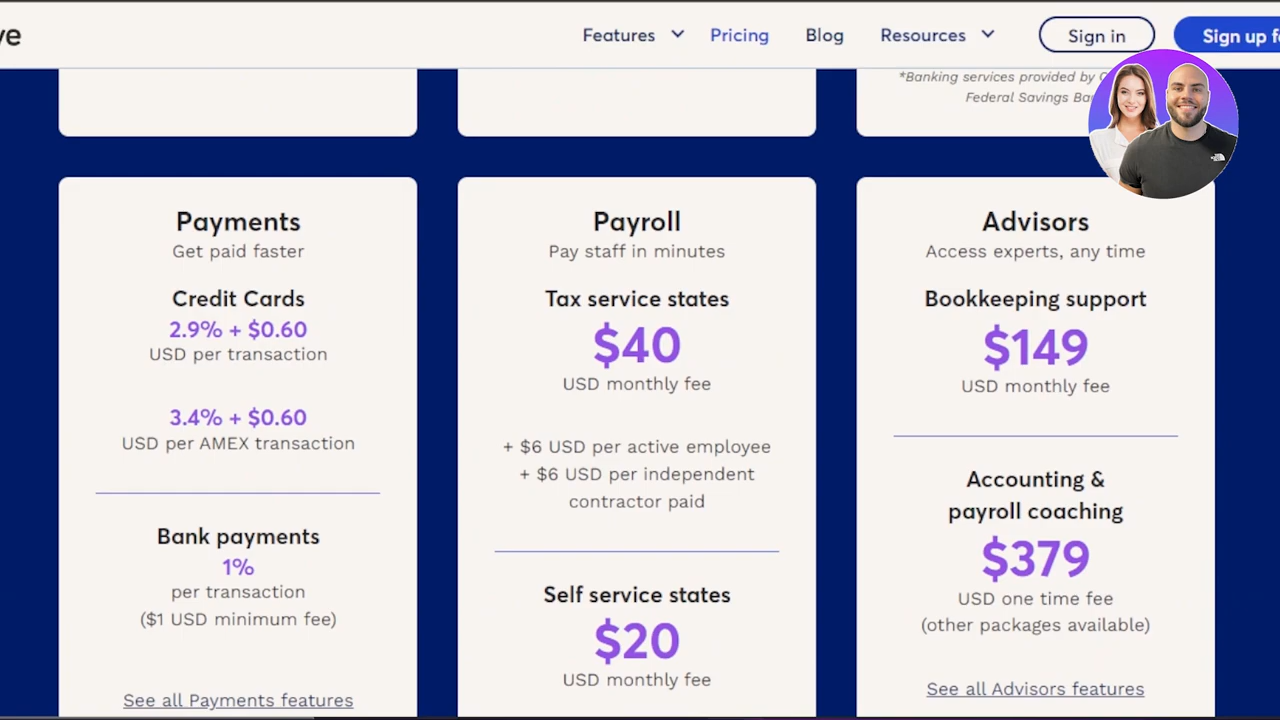 Features
Pricing
Blog
Resources
Sign in
Sign up
*Banking services provided by
Federal Savings
Payments
Get paid faster
Credit Cards
2.9% + $0.60
USD per transaction
3.4% + $0.60
USD per AMEX transaction
Bank payments
1%
per transaction
($1 USD minimum fee)
See all Payments features
Payroll
Pay staff in minutes
Tax service states
$40
USD monthly fee
+ $6 USD per active employee
+ $6 USD per independent
contractor paid
Self service states
$20
USD monthly fee
Advisors
Access experts, any time
Bookkeeping support
$149
USD monthly fee
Accounting &
payroll coaching
$379
USD one time fee
(other packages available)
See all Advisors features